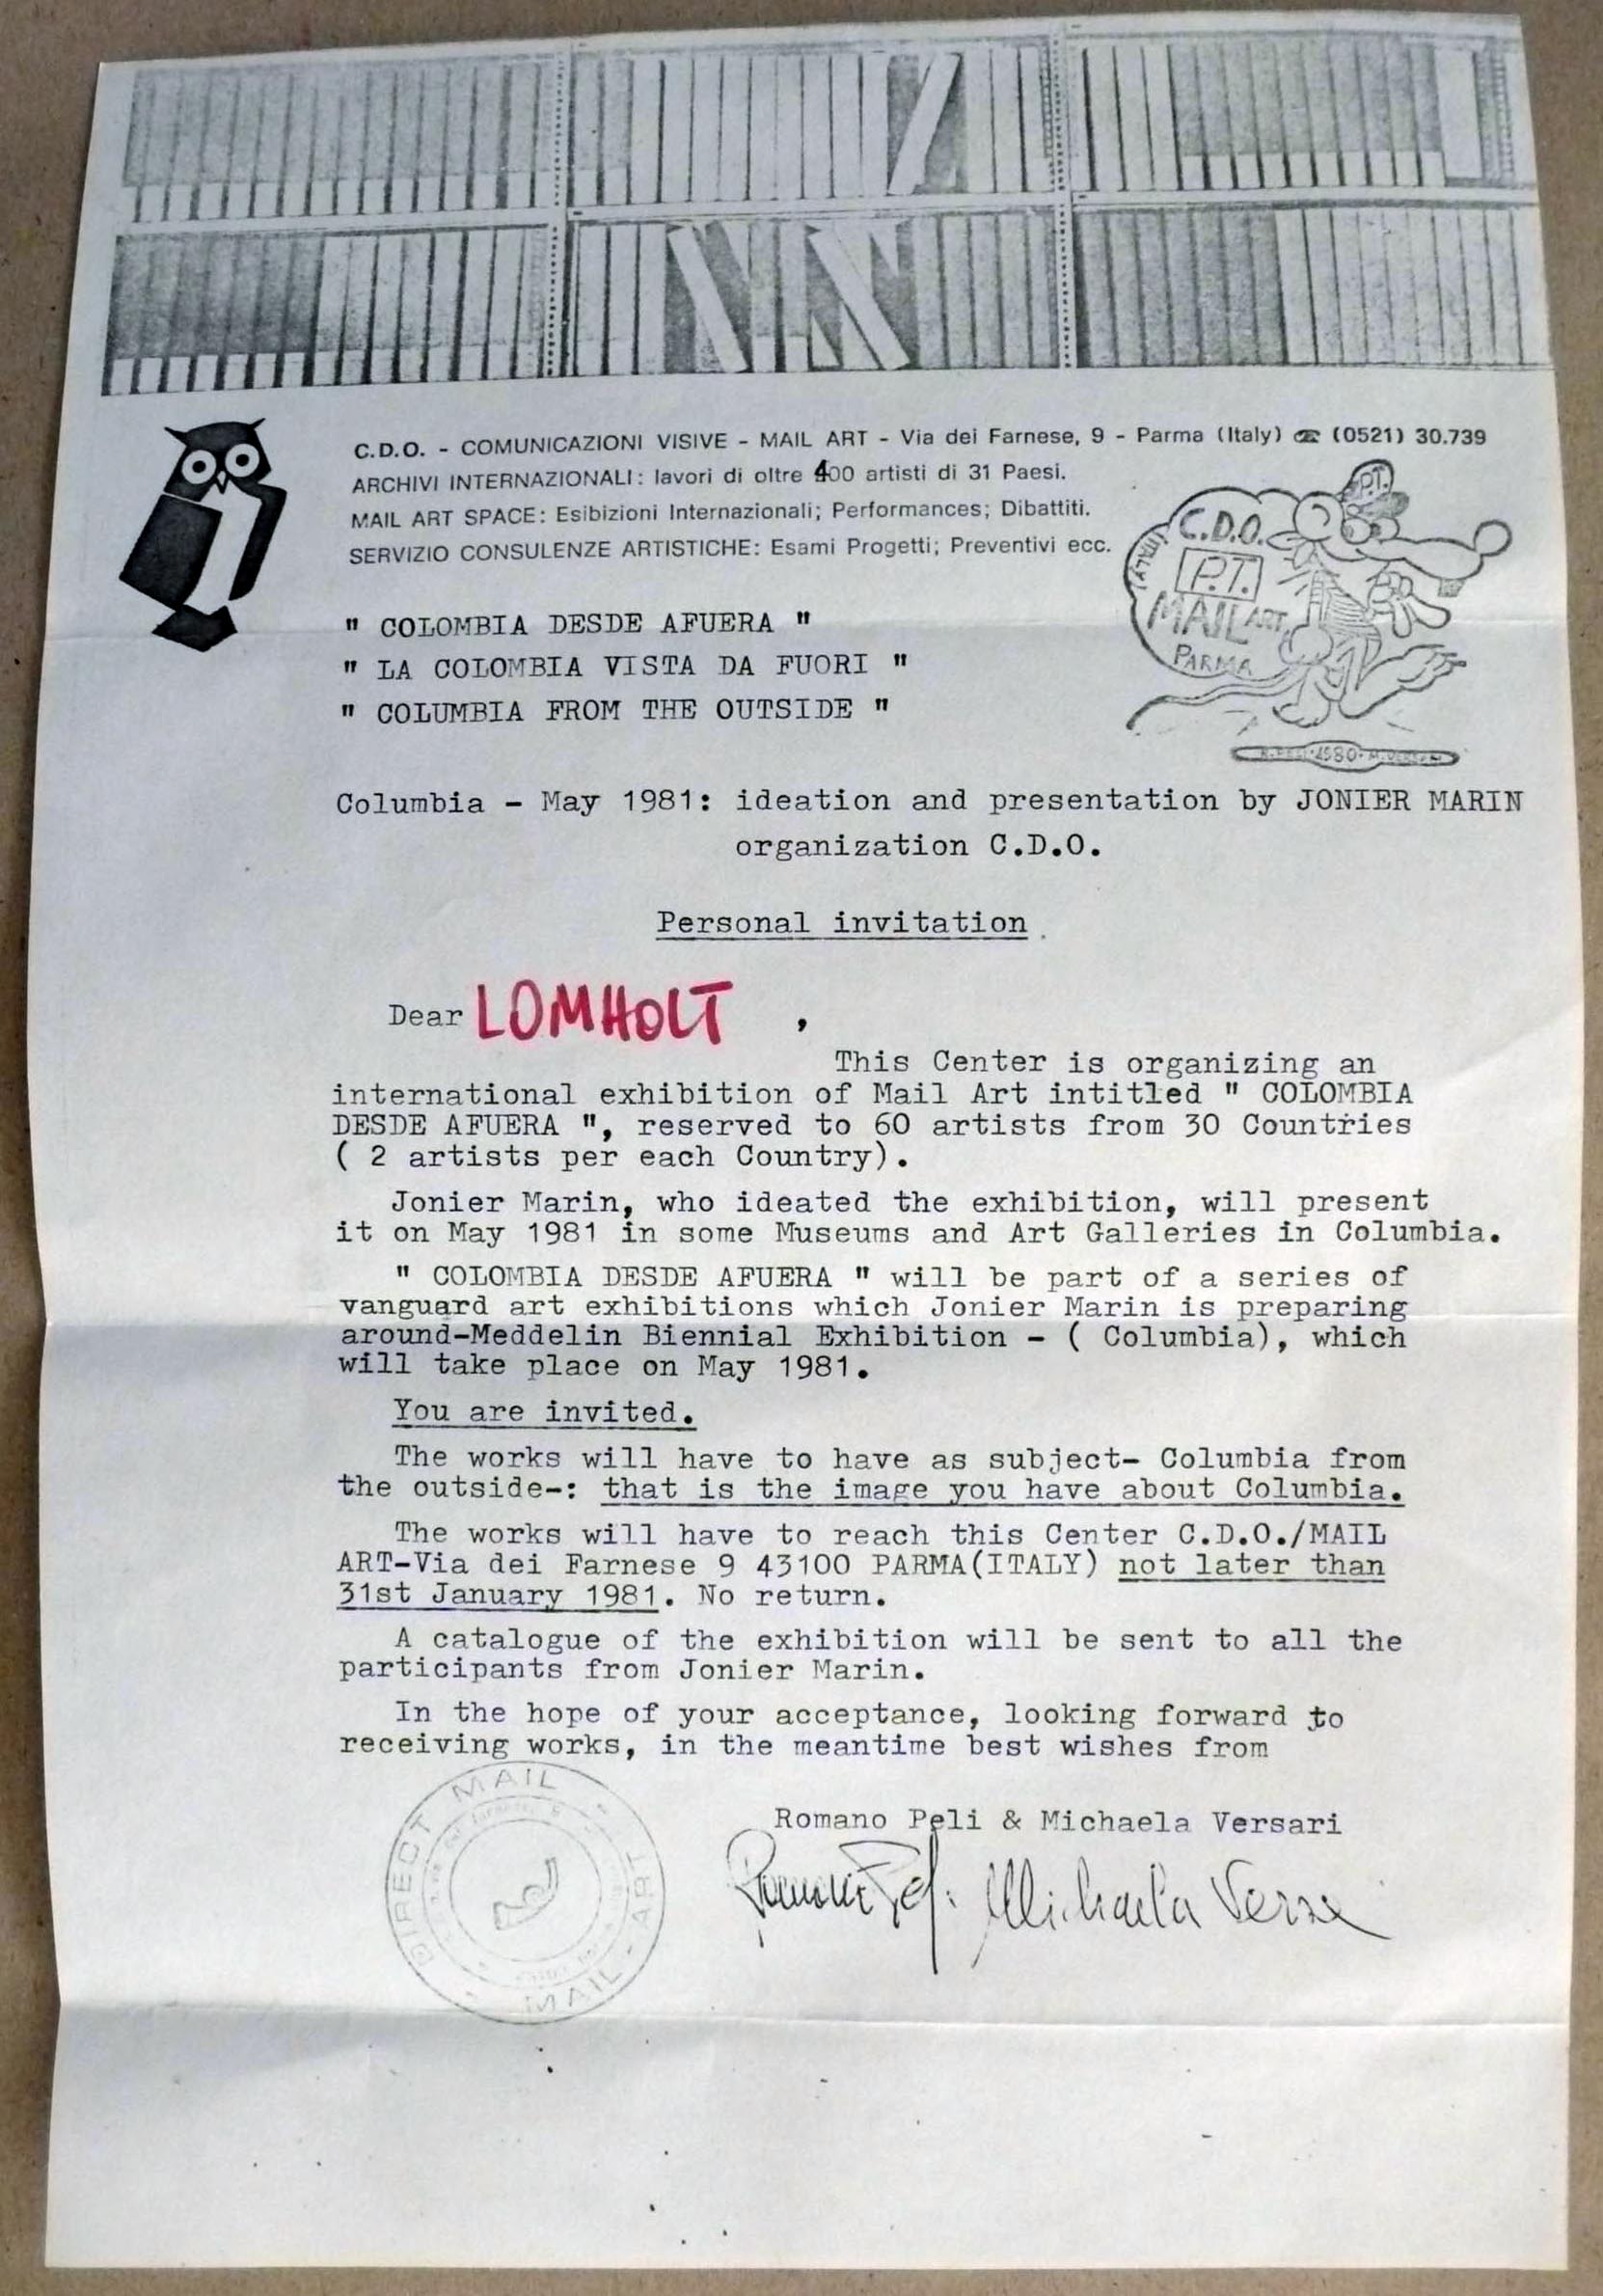 C.D.O. - COMUNICAZIONI VISIVE - MAIL ART - Via dei Farnese, 9 - Parma (Italy) ☎ (0521) 30.739
ARCHIVI INTERNAZIONALI: lavori di oltre 400 artisti di 31 Paesi.
MAIL ART SPACE: Esibizioni Internazionali; Performances; Dibattiti.
SERVIZIO CONSULENZE ARTISTICHE: Esami Progetti; Preventivi ecc.
P.T.
C.D.O.
(ITALY)
P.T.
MAIL ART
PARMA
R. PELI-1980-M. VERSARI
" COLOMBIA DESDE AFUERA "
" LA COLOMBIA VISTA DA FUORI "
" COLUMBIA FROM THE OUTSIDE "
Columbia - May 1981: ideation and presentation by JONIER MARIN
organization C.D.O.
Personal invitation
Dear LOMHOLT ,
This Center is organizing an
international exhibition of Mail Art intitled " COLOMBIA
DESDE AFUERA ", reserved to 60 artists from 30 Countries
( 2 artists per each Country).
Jonier Marin, who ideated the exhibition, will present
it on May 1981 in some Museums and Art Galleries in Columbia.
" COLOMBIA DESDE AFUERA " will be part of a series of
vanguard art exhibitions which Jonier Marin is preparing
around-Meddelin Biennial Exhibition - ( Columbia), which
will take place on May 1981.
You are invited.
The works will have to have as subject- Columbia from
the outside-: that is the image you have about Columbia.
The works will have to reach this Center C.D.O./MAIL
ART-Via dei Farnese 9 43100 PARMA(ITALY) not later than
31st January 1981. No return.
A catalogue of the exhibition will be sent to all the
participants from Jonier Marin.
In the hope of your acceptance, looking forward to
receiving works, in the meantime best wishes from
Romano Peli & Michaela Versari
DIRECT MAIL
MAIL-ART